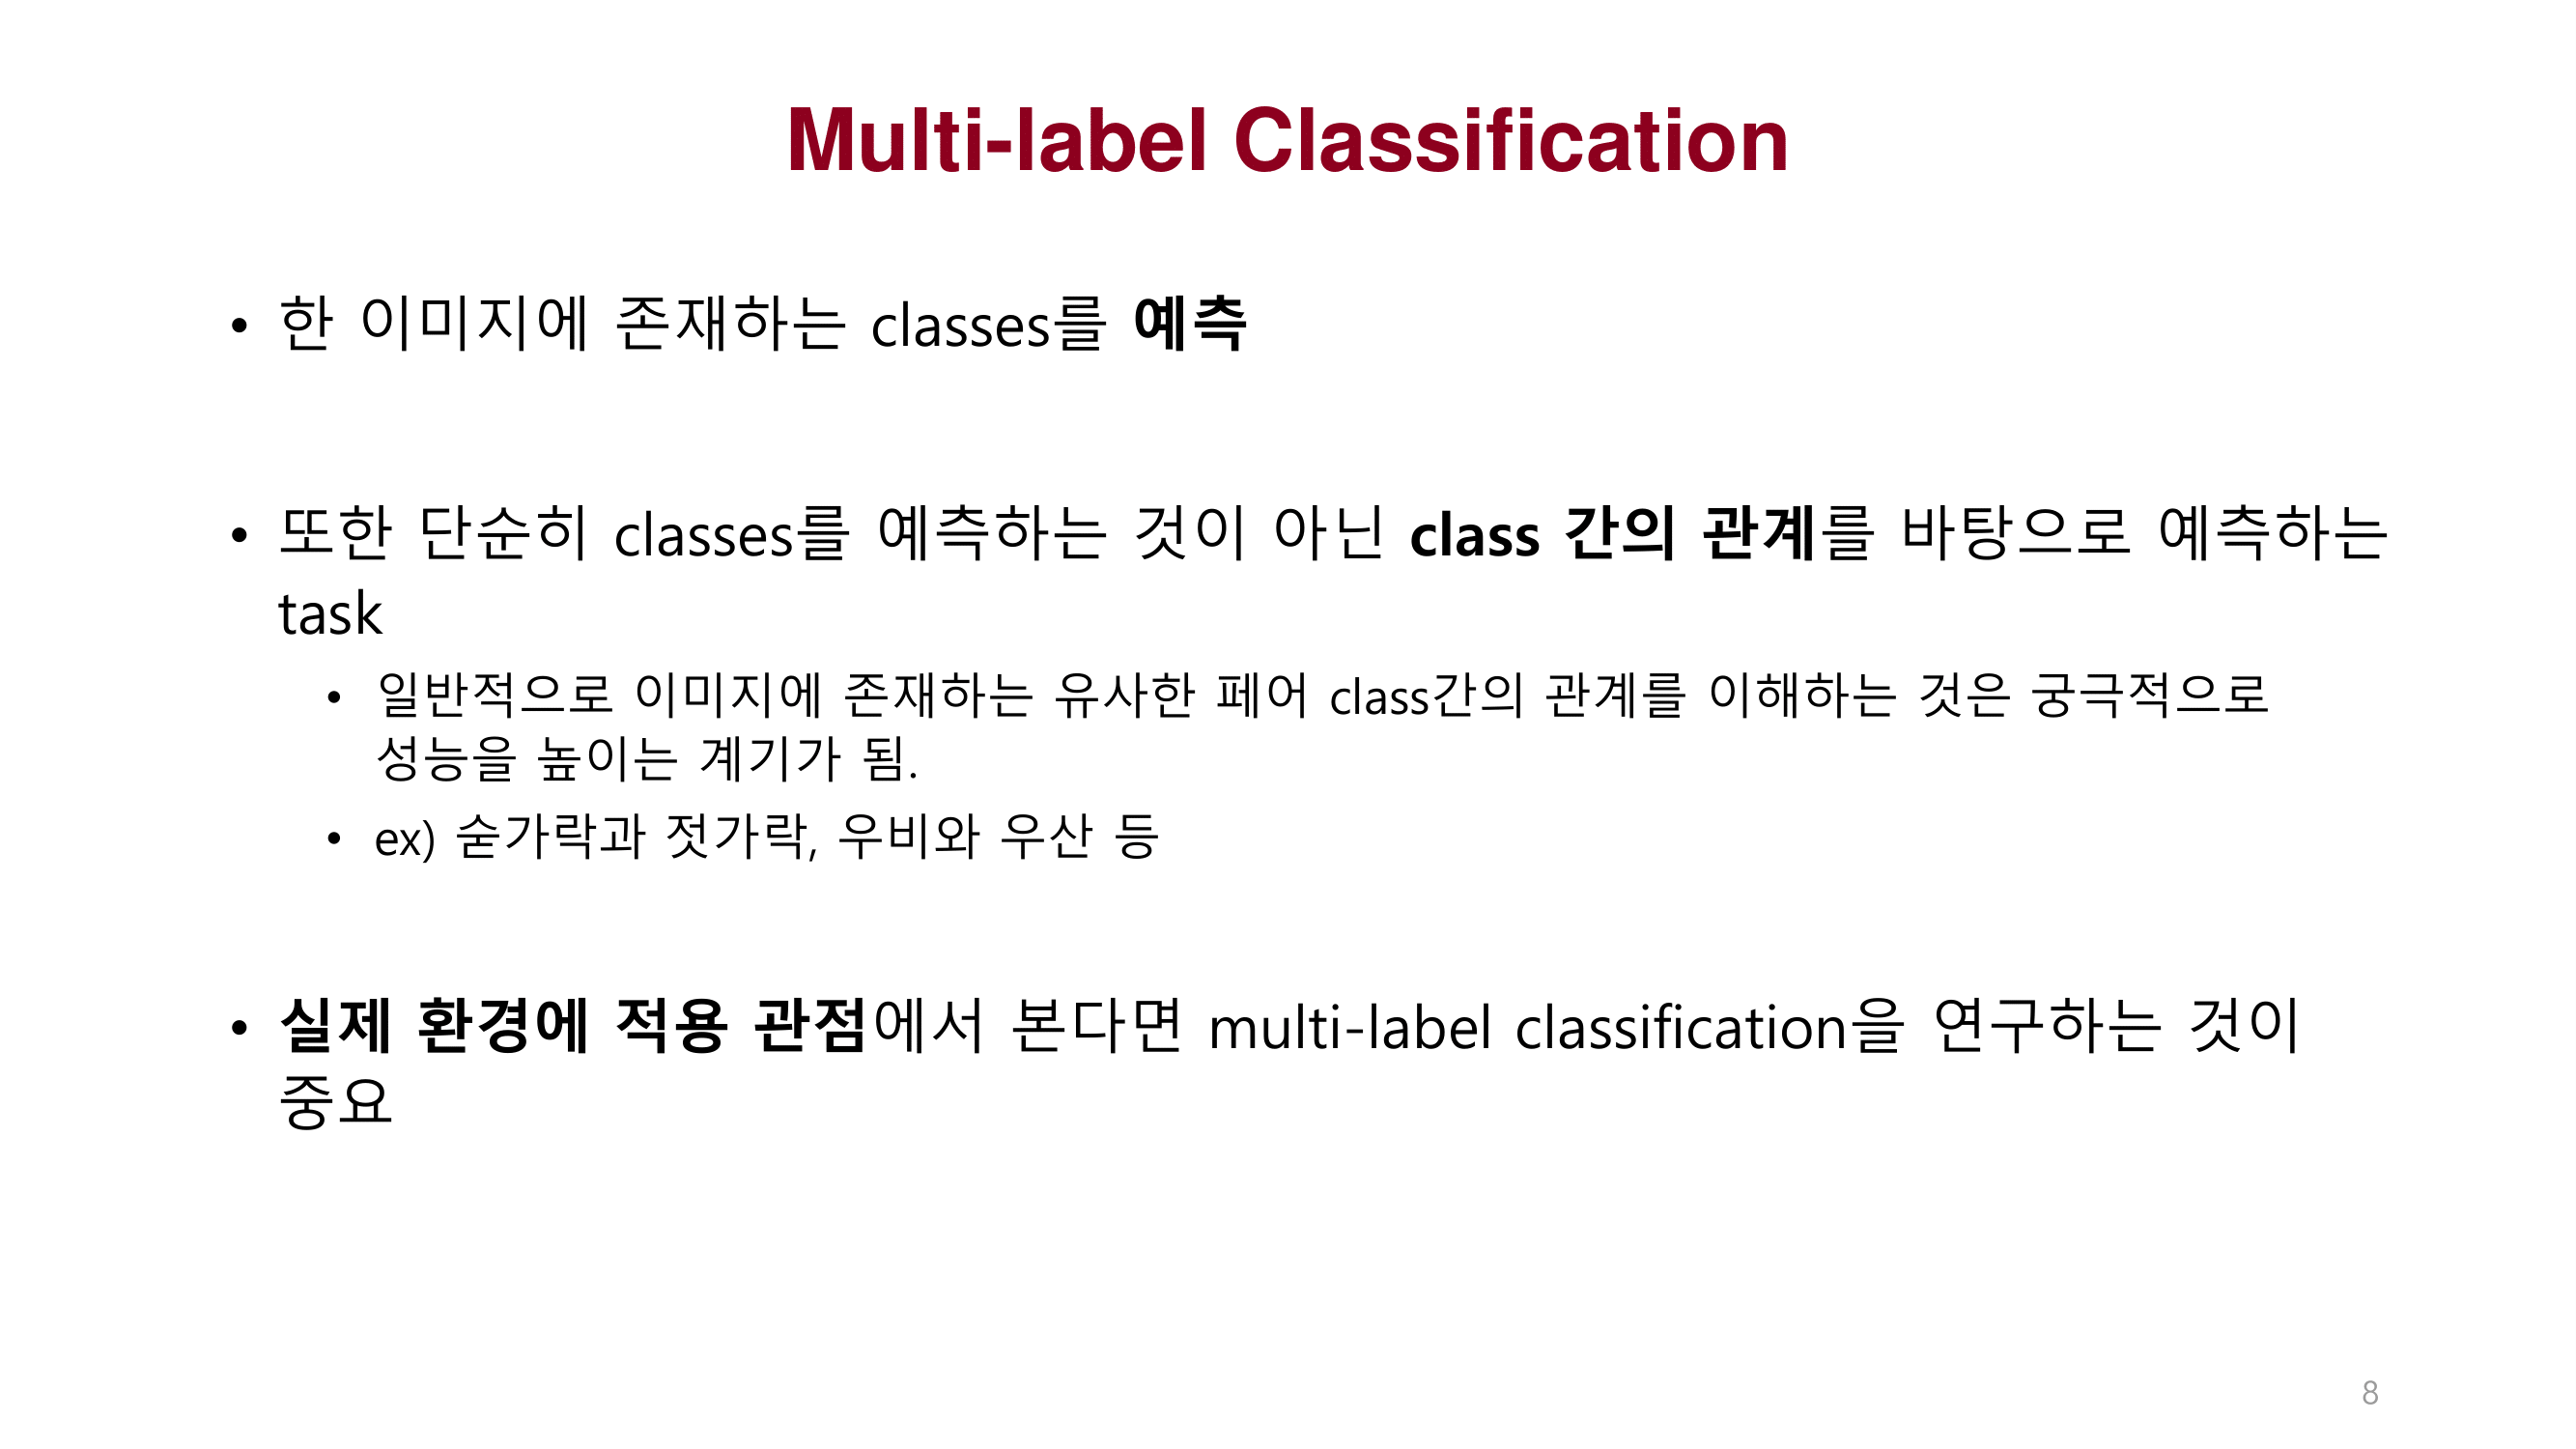 Multi-label Classification
• 한 이미지에 존재하는 classes를 예측
• 또한 단순히 classes를 예측하는 것이 아닌 class 간의 관계를 바탕으로 예측하는
task
• 일반적으로 이미지에 존재하는 유사한 페어 class간의 관계를 이해하는 것은 궁극적으로
성능을 높이는 계기가 됨.
• ex) 숟가락과 젓가락, 우비와 우산 등
• 실제 환경에 적용 관점에서 본다면 multi-label classification을 연구하는 것이
중요
8